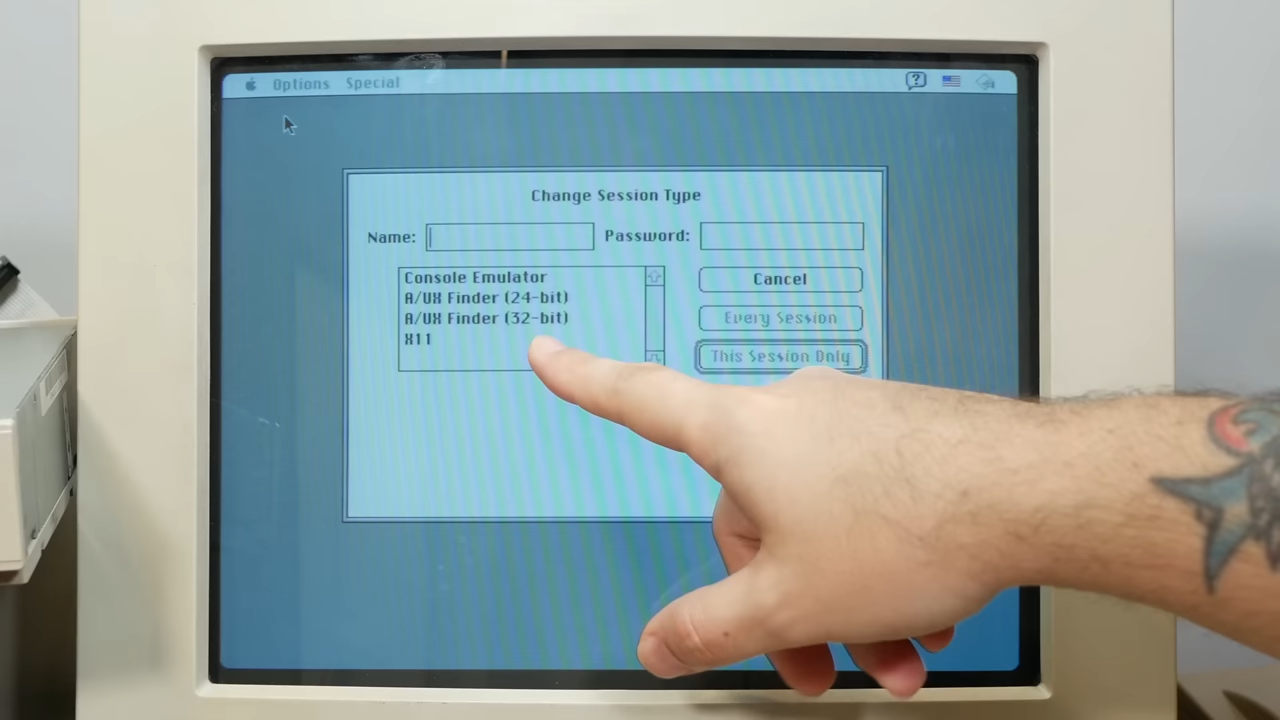 Options Special
Change Session Type
Name: Password:
Console Emulator
A/UX Finder (24-bit)
A/UX Finder (32-bit)
X11
Cancel
Every Session
This Session Only